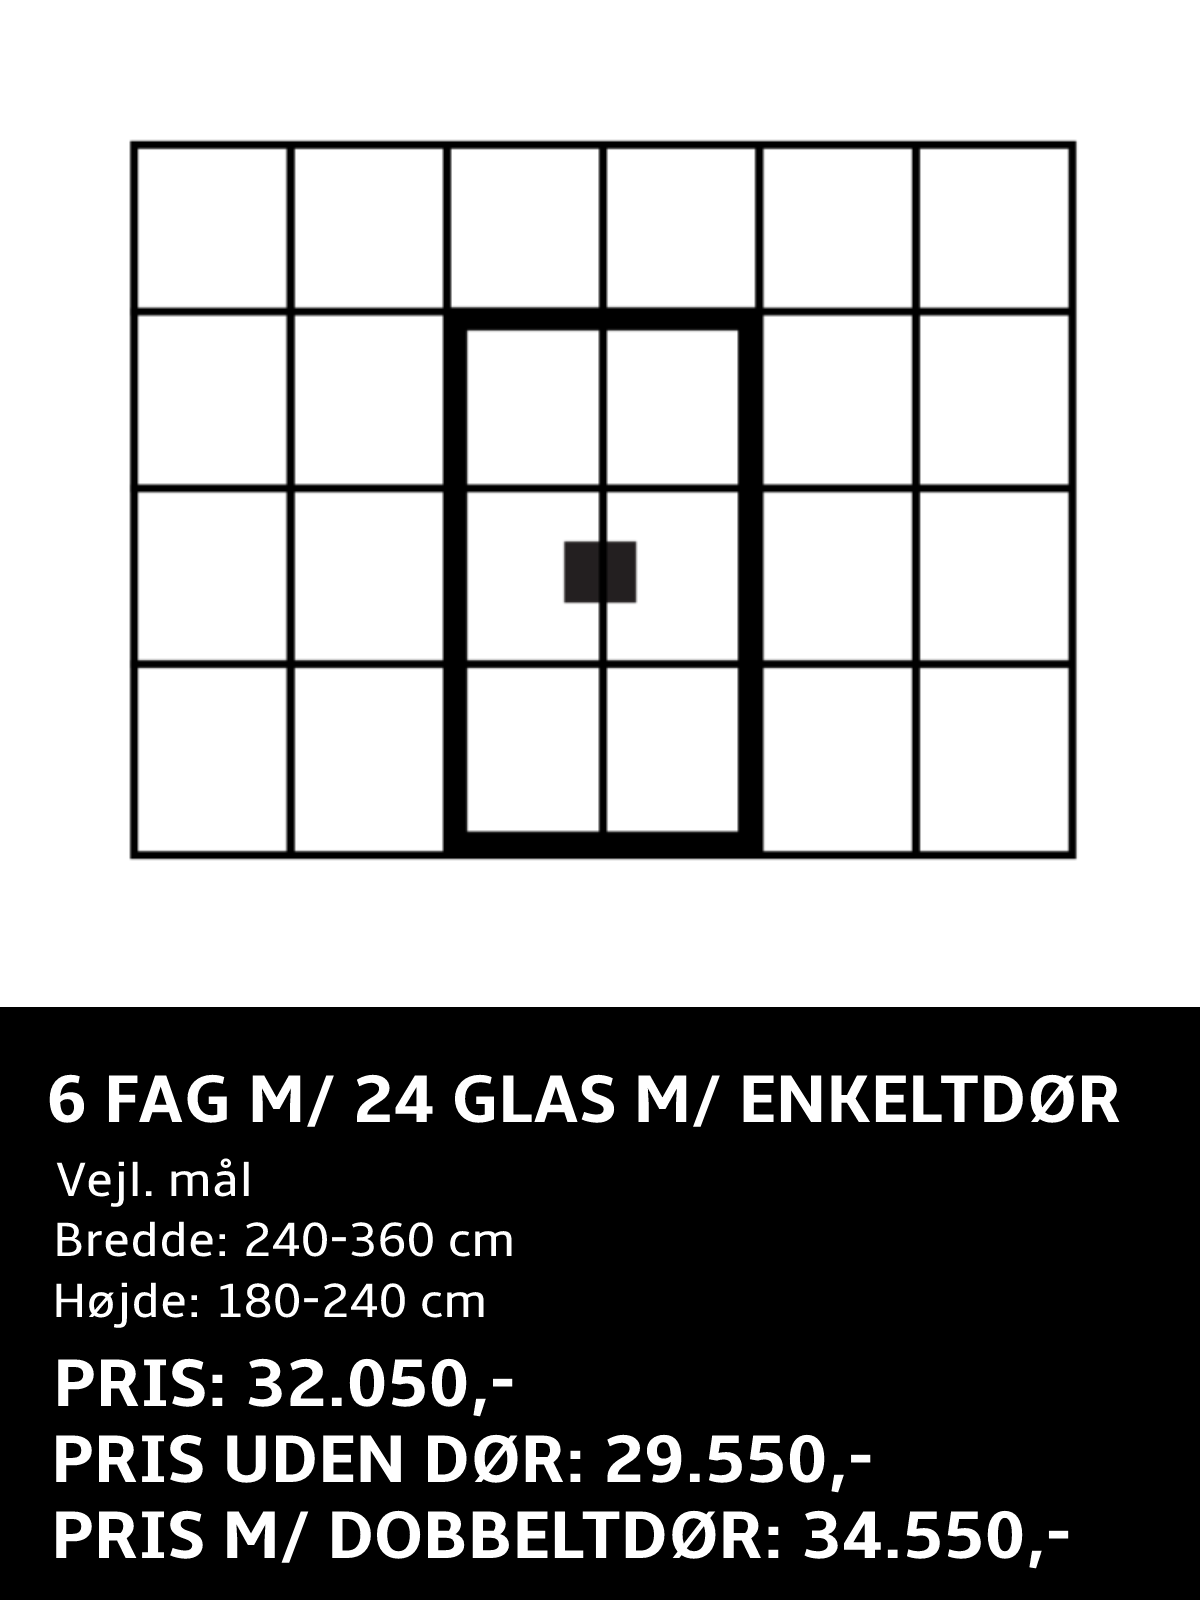 6 FAG M/ 24 GLAS M/ ENKELTDØR
Vejl. mål
Bredde: 240-360 cm
Højde: 180-240 cm
PRIS: 32.050,-
PRIS UDEN DØR: 29.550,-
PRIS M/ DOBBELTDØR: 34.550,-